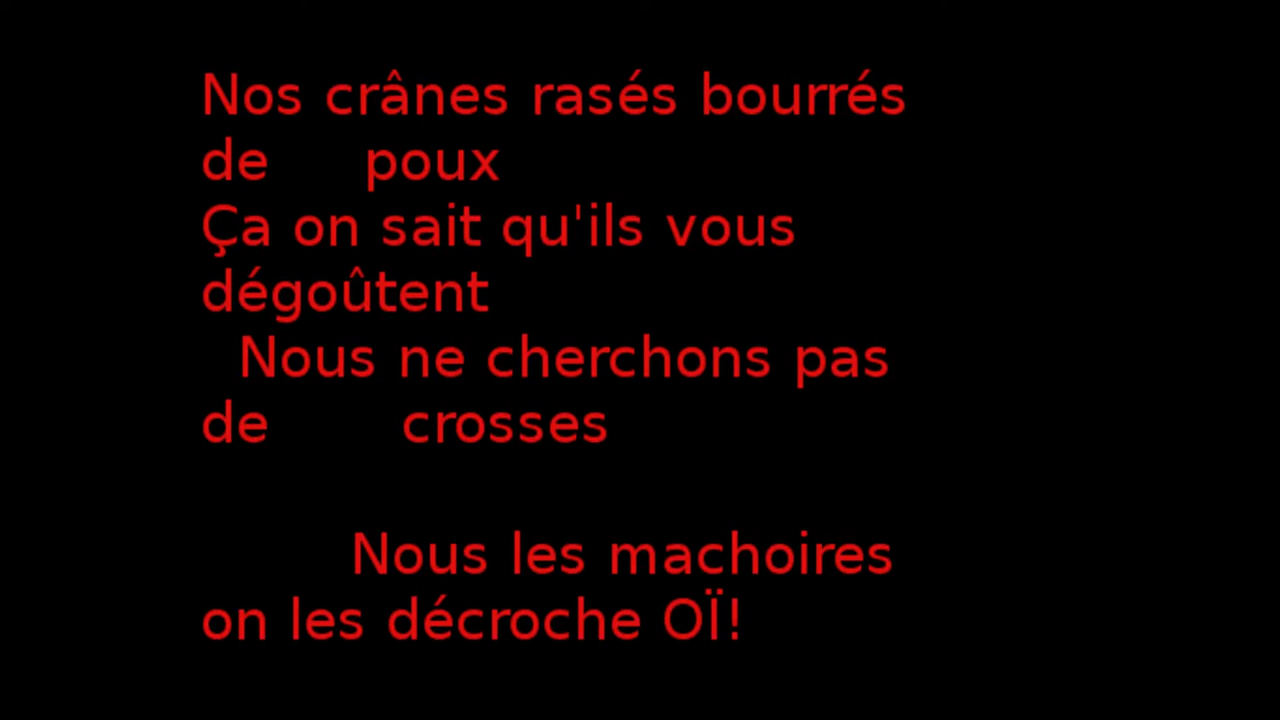 Nos crânes rasés bourrés
de poux
Ça on sait qu'ils vous
dégoûtent
Nous ne cherchons pas
de crosses
Nous les machoires
on les décroche OÏ!